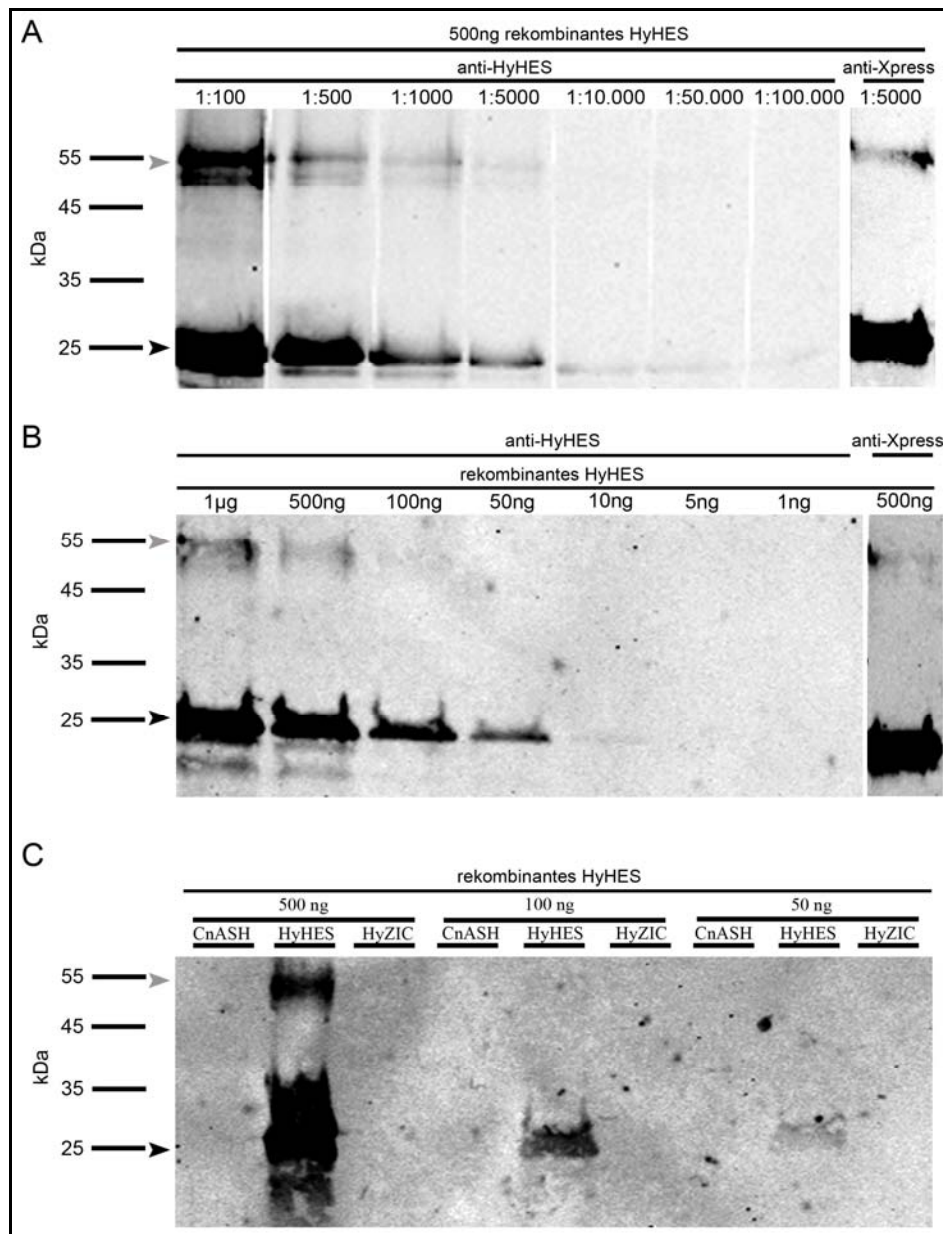 A
500ng rekombinantes HyHES
anti-HyHES anti-Xpress
1:100 1:500 1:1000 1:5000 1:10.000 1:50.000 1:100.000 1:5000
55
45
35
25
kDa
B
anti-HyHES anti-Xpress
rekombinantes HyHES
1µg 500ng 100ng 50ng 10ng 5ng 1ng 500ng
55
45
35
25
kDa
C
rekombinantes HyHES
500 ng 100 ng 50 ng
CnASH HyHES HyZIC CnASH HyHES HyZIC CnASH HyHES HyZIC
55
45
35
25
kDa